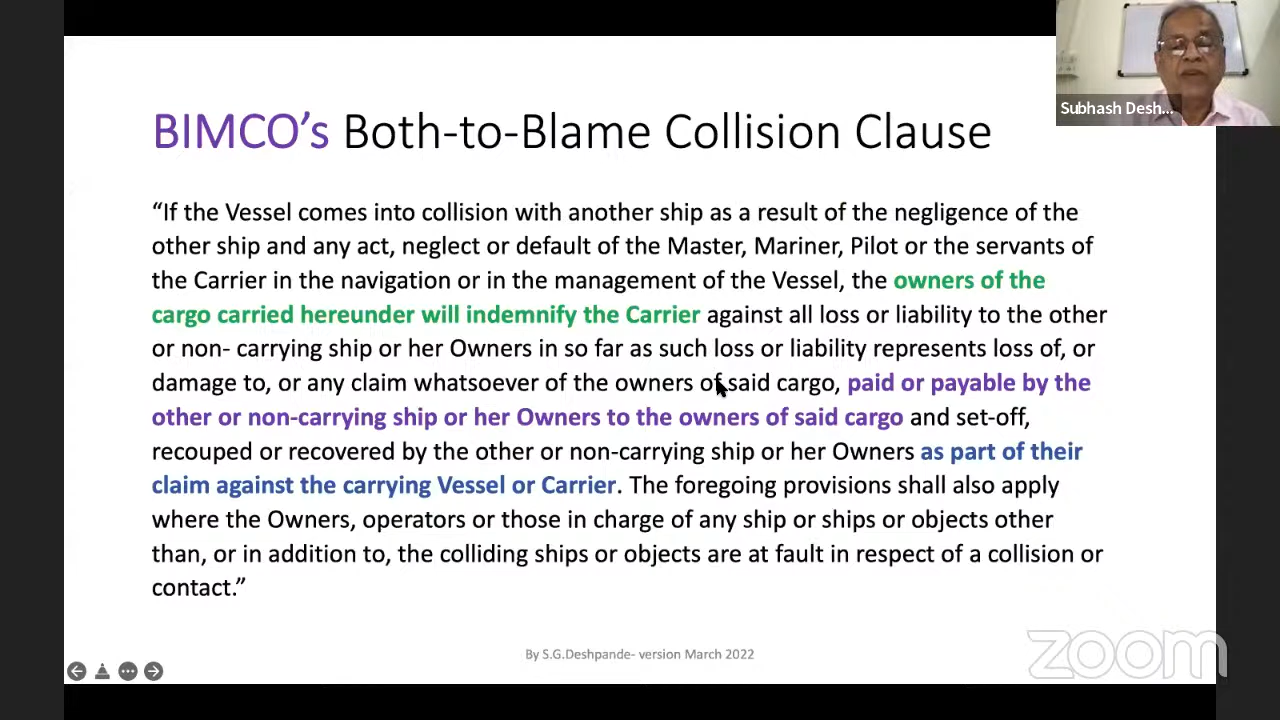 Subhash Desh...
BIMCO’s Both-to-Blame Collision Clause
“If the Vessel comes into collision with another ship as a result of the negligence of the
other ship and any act, neglect or default of the Master, Mariner, Pilot or the servants of
the Carrier in the navigation or in the management of the Vessel, the owners of the
cargo carried hereunder will indemnify the Carrier against all loss or liability to the other
or non- carrying ship or her Owners in so far as such loss or liability represents loss of, or
damage to, or any claim whatsoever of the owners of said cargo, paid or payable by the
other or non-carrying ship or her Owners to the owners of said cargo and set-off,
recouped or recovered by the other or non-carrying ship or her Owners as part of their
claim against the carrying Vessel or Carrier. The foregoing provisions shall also apply
where the Owners, operators or those in charge of any ship or ships or objects other
than, or in addition to, the colliding ships or objects are at fault in respect of a collision or
contact.”
By S.G.Deshpande- version March 2022
zoom